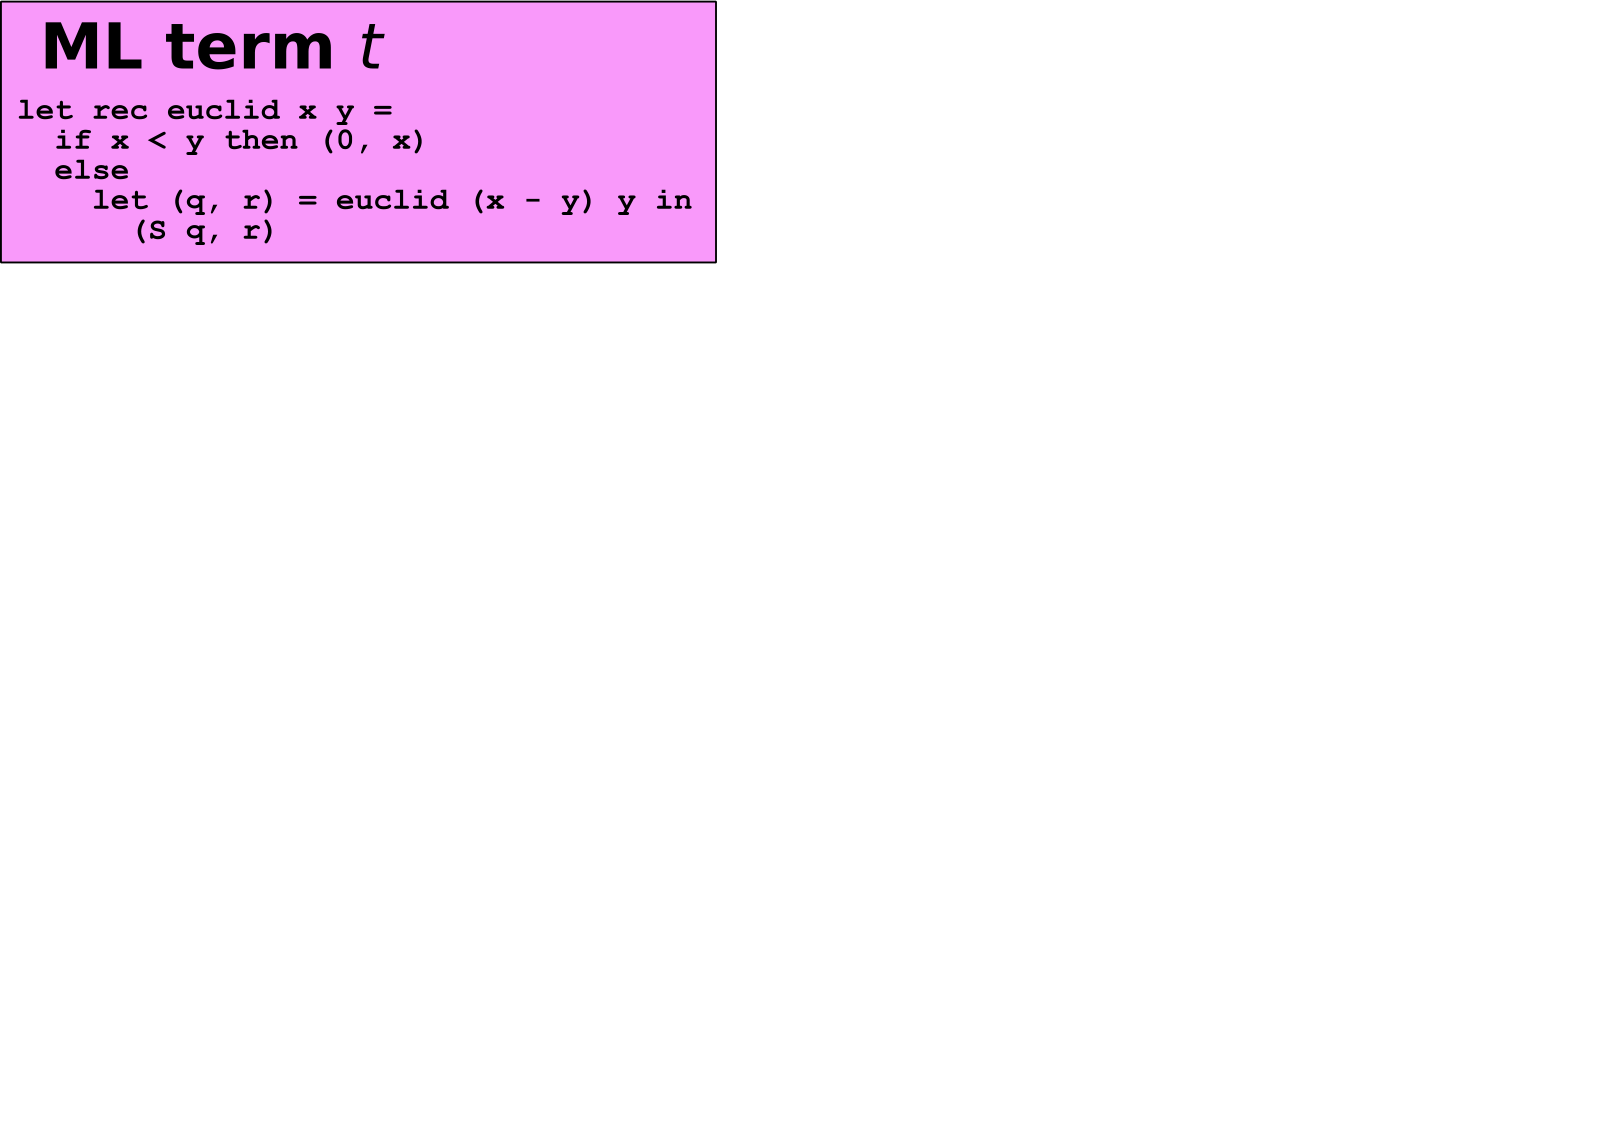 ML term t
let rec euclid x y =
  if x < y then (0, x)
  else
    let (q, r) = euclid (x - y) y in
      (S q, r)